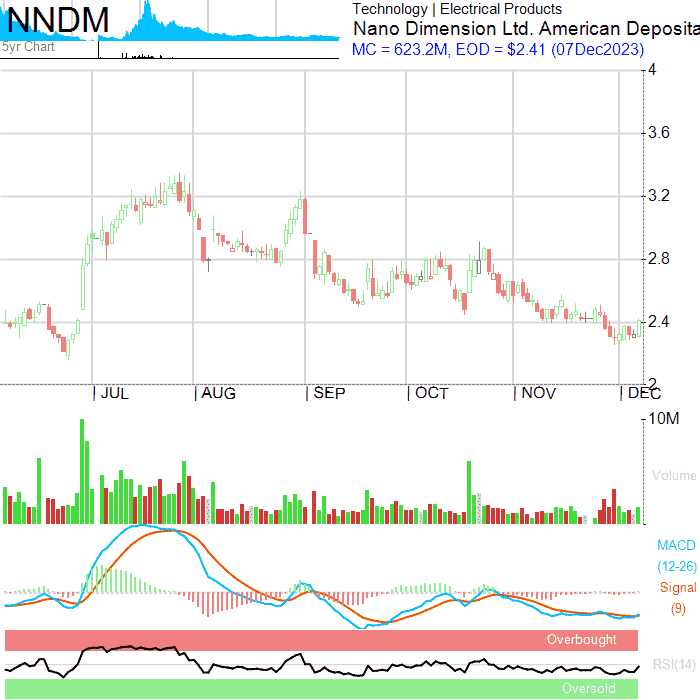 NNDM
5yr Chart
Technology | Electrical Products
Nano Dimension Ltd. American Deposita
MC = 623.2M, EOD = $2.41 (07Dec2023)
4
3.6
3.2
2.8
2.4
2
JUL AUG SEP OCT NOV DEC
10M
Volume
MACD
(12-26)
Signal
(9)
Overbought
RSI(14)
Oversold